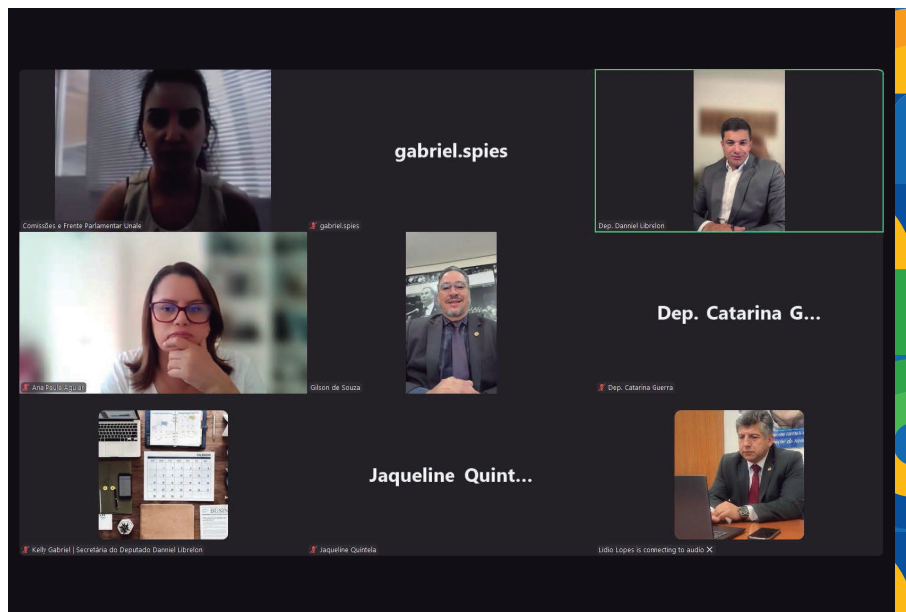 gabriel.spies
Comissões e Frente Parlamentar Unale
gabriel.spies
Dep. Danniel Librelon
Dep. Catarina G...
Ana Paula Aguiar
Gilson de Souza
Dep. Catarina Guerra
Jaqueline Quint...
Kelly Gabriel | Secretária do Deputado Danniel Librelon
Jaqueline Quintela
Lidio Lopes is connecting to audio